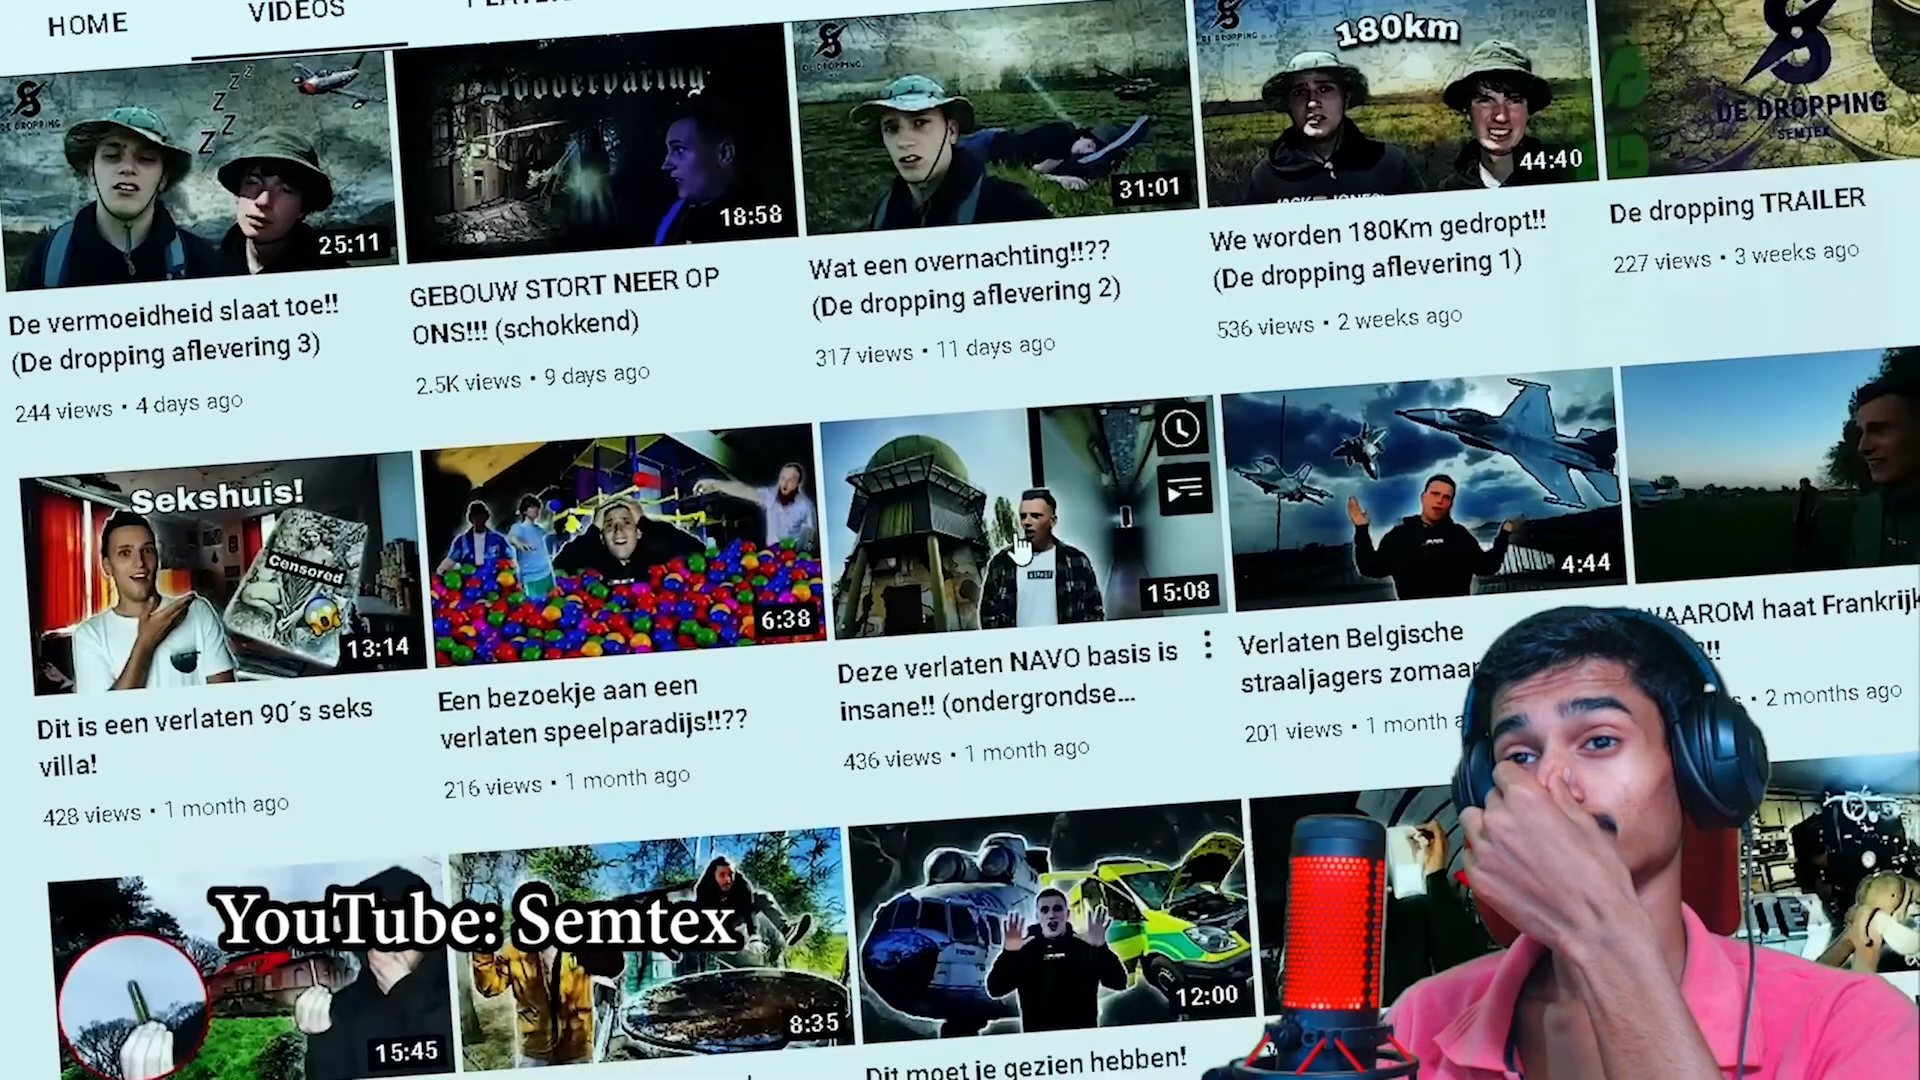 HOME
VIDEOS
DE DROPPING
25:11
De vermoeidheid slaat toe!!
(De dropping aflevering 3)
244 views • 4 days ago
18:58
GEBOUW STORT NEER OP
ONS!!! (schokkend)
2.5K views • 9 days ago
31:01
Wat een overnachting!!??
(De dropping aflevering 2)
317 views • 11 days ago
180km
44:40
We worden 180Km gedropt!!
(De dropping aflevering 1)
536 views • 2 weeks ago
DE DROPPING
SEMTEX
De dropping TRAILER
227 views • 3 weeks ago
Sekshuis!
Censored
13:14
Dit is een verlaten 90´s seks
villa!
428 views • 1 month ago
6:38
Een bezoekje aan een
verlaten speelparadijs!!??
216 views • 1 month ago
15:08
Deze verlaten NAVO basis is
insane!! (ondergrondse...
436 views • 1 month ago
4:44
Verlaten Belgische
straaljagers zomaar
201 views • 1 month
haat Frankrijk
2 months ago
YouTube: Semtex
15:45
8:35
12:00
Dit moet je gezien hebben!